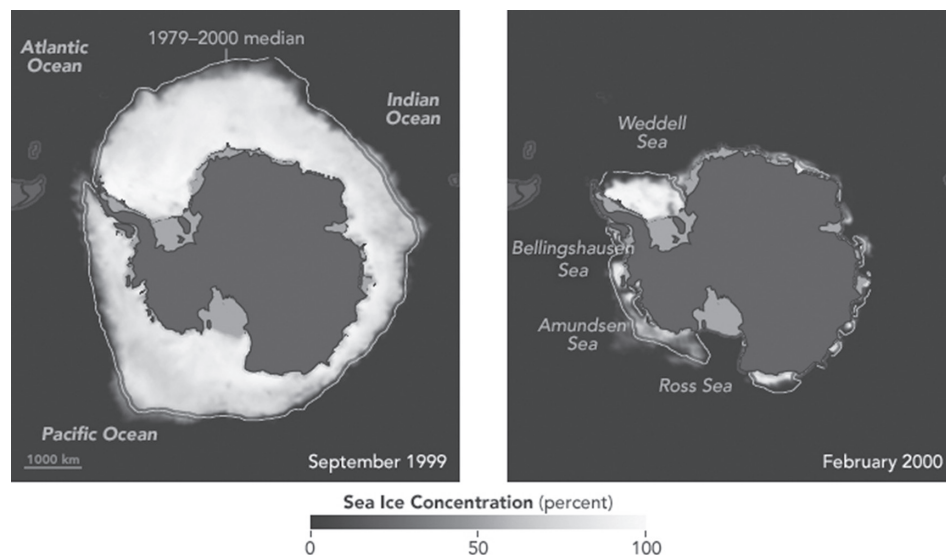 Atlantic
Ocean
1979–2000 median
Indian
Ocean
Pacific Ocean
1000 km
September 1999
Weddell
Sea
Bellingshausen
Sea
Amundsen
Sea
Ross Sea
February 2000
Sea Ice Concentration (percent)
0 50 100